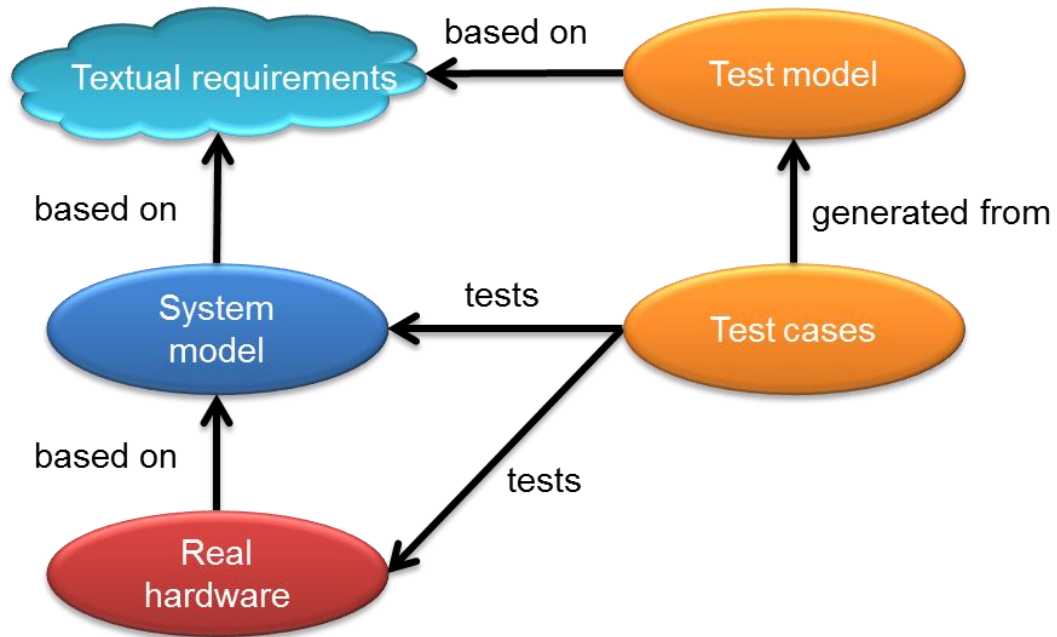 based on
Textual requirements
Test model
based on
generated from
System
model
tests
Test cases
based on
tests
Real
hardware